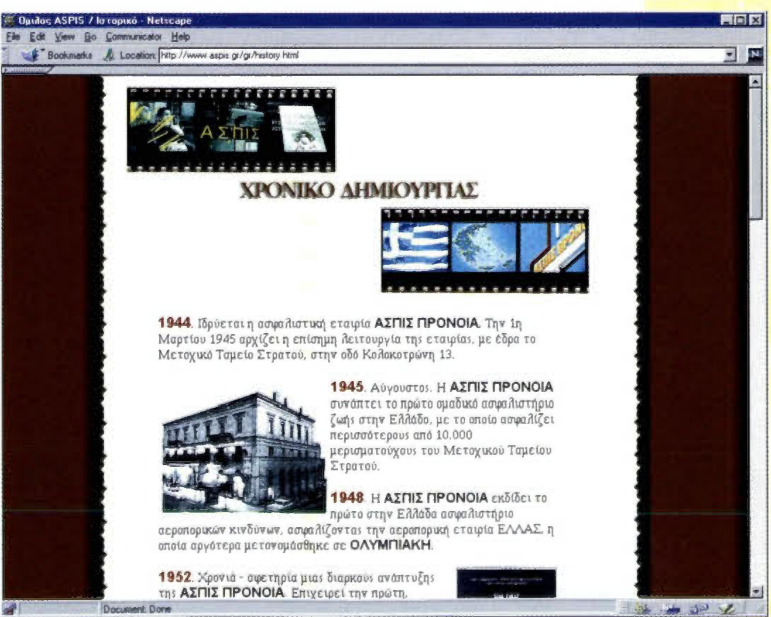 Όμιλος ASPIS / Ιστορικό - Netscape
File Edit View Go Communicator Help
Bookmarks Location: http://www.aspis.gr/gr/history.html
N
ΑΣΠΙΣ
ΧΡΟΝΙΚΟ ΔΗΜΙΟΥΡΓΙΑΣ
1944. Ιδρύεται η ασφαλιστική εταιρία ΑΣΠΙΣ ΠΡΟΝΟΙΑ. Την 1η
Μαρτίου 1945 αρχίζει η επίσημη λειτουργία της εταιρίας, με έδρα το
Μετοχικό Ταμείο Στρατού, στην οδό Κολοκοτρώνη 13.
1945. Αύγουστος. Η ΑΣΠΙΣ ΠΡΟΝΟΙΑ
συνάπτει το πρώτο ομαδικό ασφαλιστήριο
ζωής στην Ελλάδα, με το οποίο ασφαλίζει
περισσότερους από 10.000
μερισματούχους του Μετοχικού Ταμείου
Στρατού.
1948. Η ΑΣΠΙΣ ΠΡΟΝΟΙΑ εκδίδει το
πρώτο στην Ελλάδα ασφαλιστήριο
αεροπορικών κινδύνων, ασφαλίζοντας την αεροπορική εταιρία ΕΛΛΑΣ, η
οποία αργότερα μετονομάσθηκε σε ΟΛΥΜΠΙΑΚΗ.
1952. Χρονιά - αφετηρία μιας διαρκούς ανάπτυξης
της ΑΣΠΙΣ ΠΡΟΝΟΙΑ. Επιχειρεί την πρώτη,
Document: Done